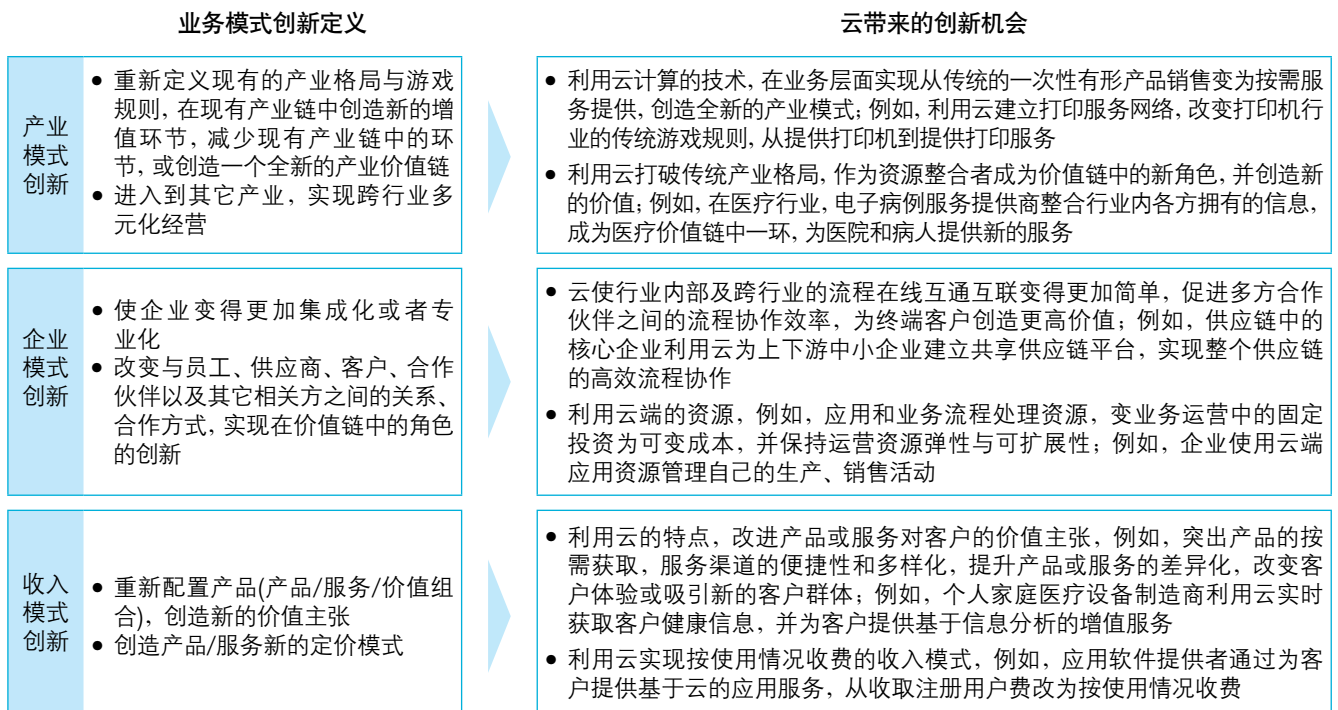 业务模式创新定义
云带来的创新机会
产业
模式
创新
● 重新定义现有的产业格局与游戏
规则, 在现有产业链中创造新的增
值环节, 减少现有产业链中的环
节, 或创造一个全新的产业价值链
● 进入到其它产业, 实现跨行业多
元化经营
● 利用云计算的技术, 在业务层面实现从传统的一次性有形产品销售变为按需服
务提供, 创造全新的产业模式; 例如, 利用云建立打印服务网络, 改变打印机行
业的传统游戏规则, 从提供打印机到提供打印服务
● 利用云打破传统产业格局, 作为资源整合者成为价值链中的新角色, 并创造新
的价值; 例如, 在医疗行业, 电子病例服务提供商整合行业内各方拥有的信息,
成为医疗价值链中一环, 为医院和病人提供新的服务
企业
模式
创新
● 使企业变得更加集成化或者专
业化
● 改变与员工、供应商、客户、合作
伙伴以及其它相关方之间的关系、
合作方式, 实现在价值链中的角色
的创新
● 云使行业内部及跨行业的流程在线互通互联变得更加简单, 促进多方合作
伙伴之间的流程协作效率, 为终端客户创造更高价值; 例如, 供应链中的
核心企业利用云为上下游中小企业建立共享供应链平台, 实现整个供应链
的高效流程协作
● 利用云端的资源, 例如, 应用和业务流程处理资源, 变业务运营中的固定
投资为可变成本, 并保持运营资源弹性与可扩展性; 例如, 企业使用云端
应用资源管理自己的生产、销售活动
收入
模式
创新
● 重新配置产品(产品/服务/价值组
合), 创造新的价值主张
● 创造产品/服务新的定价模式
● 利用云的特点, 改进产品或服务对客户的价值主张, 例如, 突出产品的按
需获取, 服务渠道的便捷性和多样化, 提升产品或服务的差异化, 改变客
户体验或吸引新的客户群体; 例如, 个人家庭医疗设备制造商利用云实时
获取客户健康信息, 并为客户提供基于信息分析的增值服务
● 利用云实现按使用情况收费的收入模式, 例如, 应用软件提供者通过为客
户提供基于云的应用服务, 从收取注册用户费改为按使用情况收费